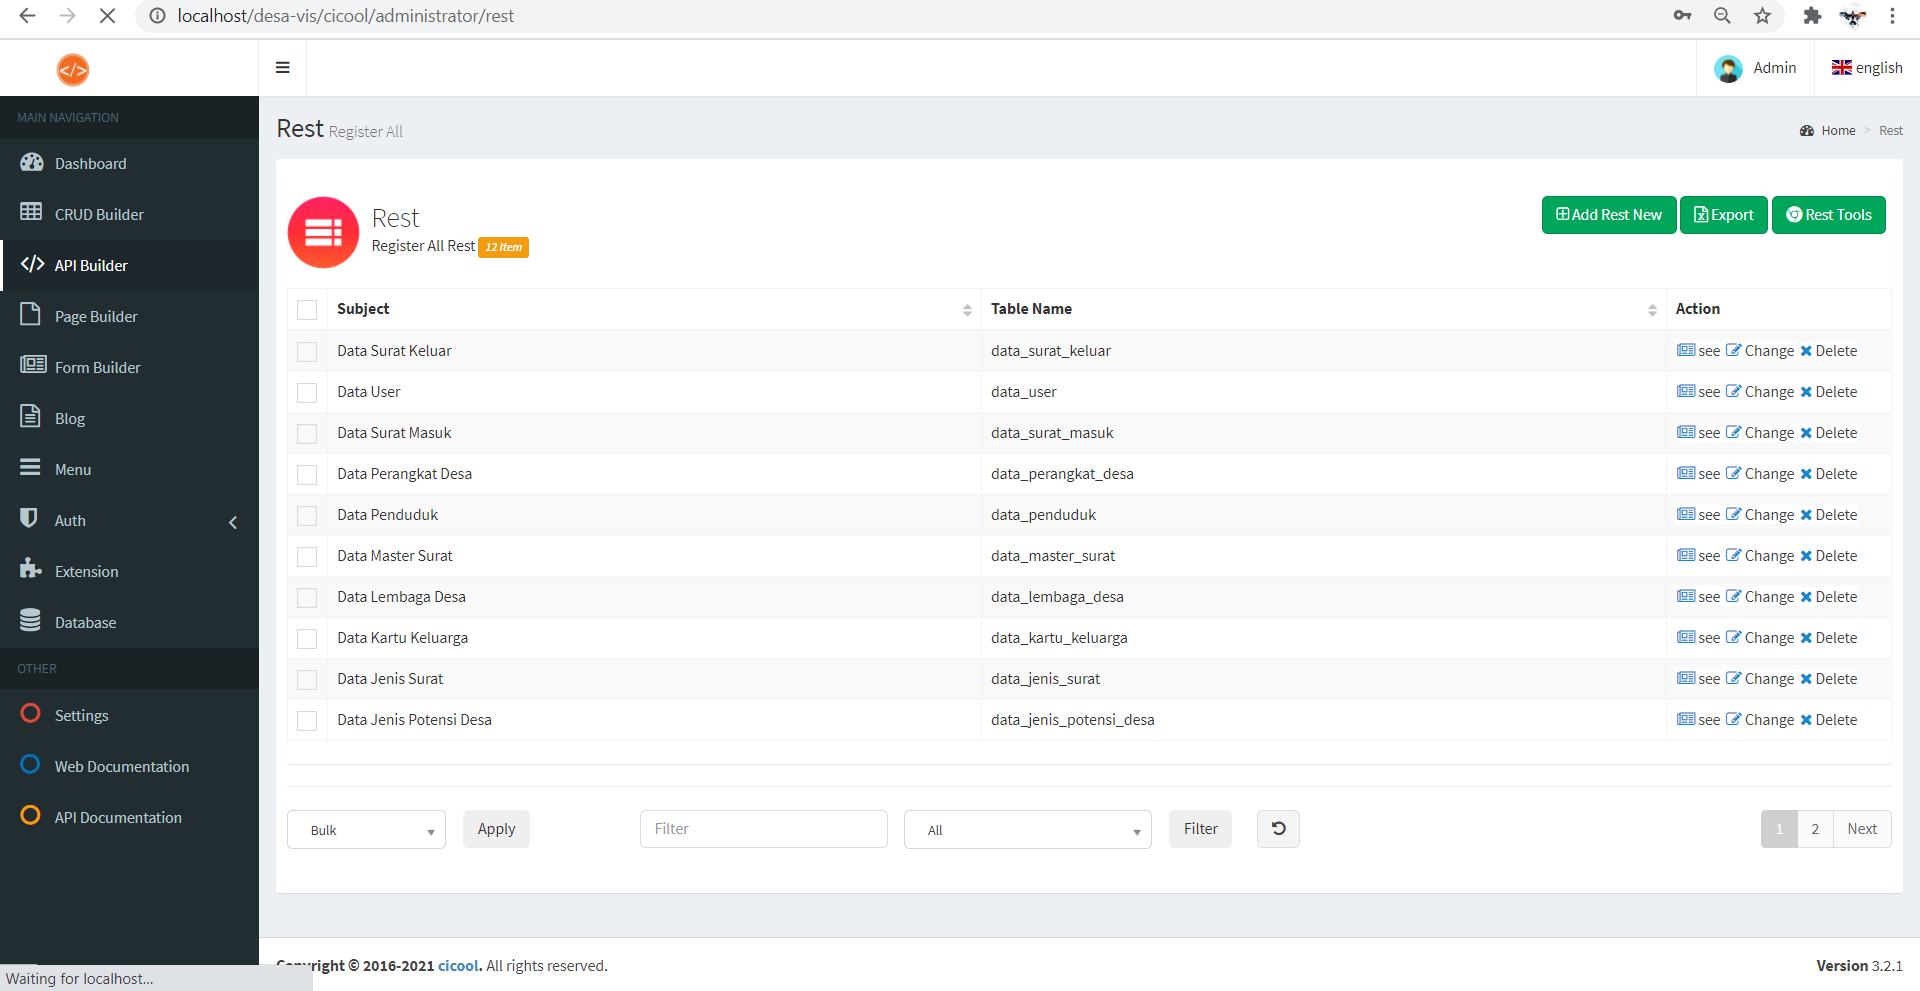 localhost/desa-vis/cicool/administrator/rest
Admin
english
MAIN NAVIGATION
Dashboard
CRUD Builder
API Builder
Page Builder
Form Builder
Blog
Menu
Auth
Extension
Database
OTHER
Settings
Web Documentation
API Documentation
Rest Register All
Home > Rest
Rest
Register All Rest 12 Item
Add Rest New
Export
Rest Tools
Subject Table Name Action
Data Surat Keluar data_surat_keluar see Change Delete
Data User data_user see Change Delete
Data Surat Masuk data_surat_masuk see Change Delete
Data Perangkat Desa data_perangkat_desa see Change Delete
Data Penduduk data_penduduk see Change Delete
Data Master Surat data_master_surat see Change Delete
Data Lembaga Desa data_lembaga_desa see Change Delete
Data Kartu Keluarga data_kartu_keluarga see Change Delete
Data Jenis Surat data_jenis_surat see Change Delete
Data Jenis Potensi Desa data_jenis_potensi_desa see Change Delete
Bulk Apply Filter All Filter 1 2 Next
Copyright © 2016-2021 cicool. All rights reserved.
Version 3.2.1
Waiting for localhost...